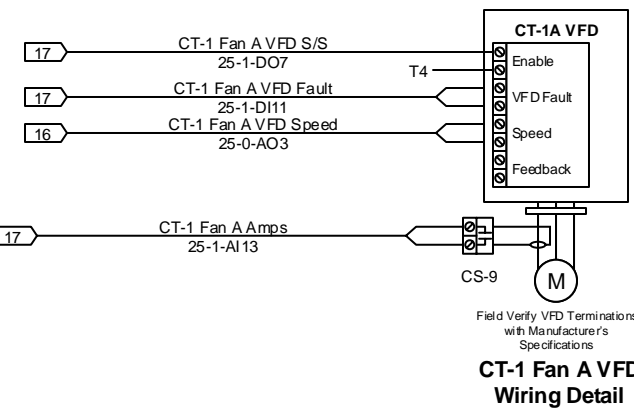 CT-1A VFD
17
CT-1 Fan A VFD S/S
25-1-DO7
Enable
T4
17
CT-1 Fan A VFD Fault
25-1-DI11
VFD Fault
16
CT-1 Fan A VFD Speed
25-0-AO3
Speed
Feedback
17
CT-1 Fan A Amps
25-1-AI13
CS-9
M
Field Verify VFD Terminations
with Manufacturer's
Specifications
CT-1 Fan A VFD
Wiring Detail